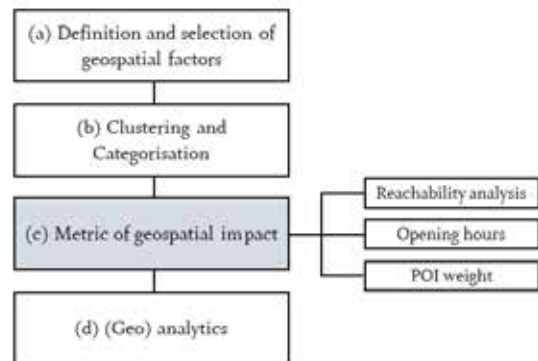 (a) Definition and selection of
geospatial factors
(b) Clustering and
Categorisation
(c) Metric of geospatial impact
Reachability analysis
Opening hours
POI weight
(d) (Geo) analytics